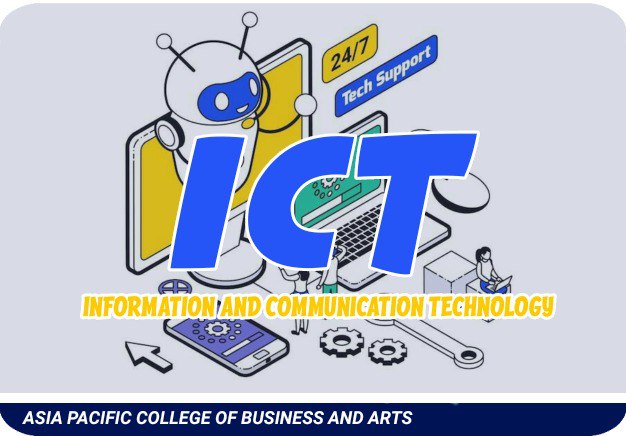 24/7
Tech Support
ICT
INFORMATION AND COMMUNICATION TECHNOLOGY
ASIA PACIFIC COLLEGE OF BUSINESS AND ARTS